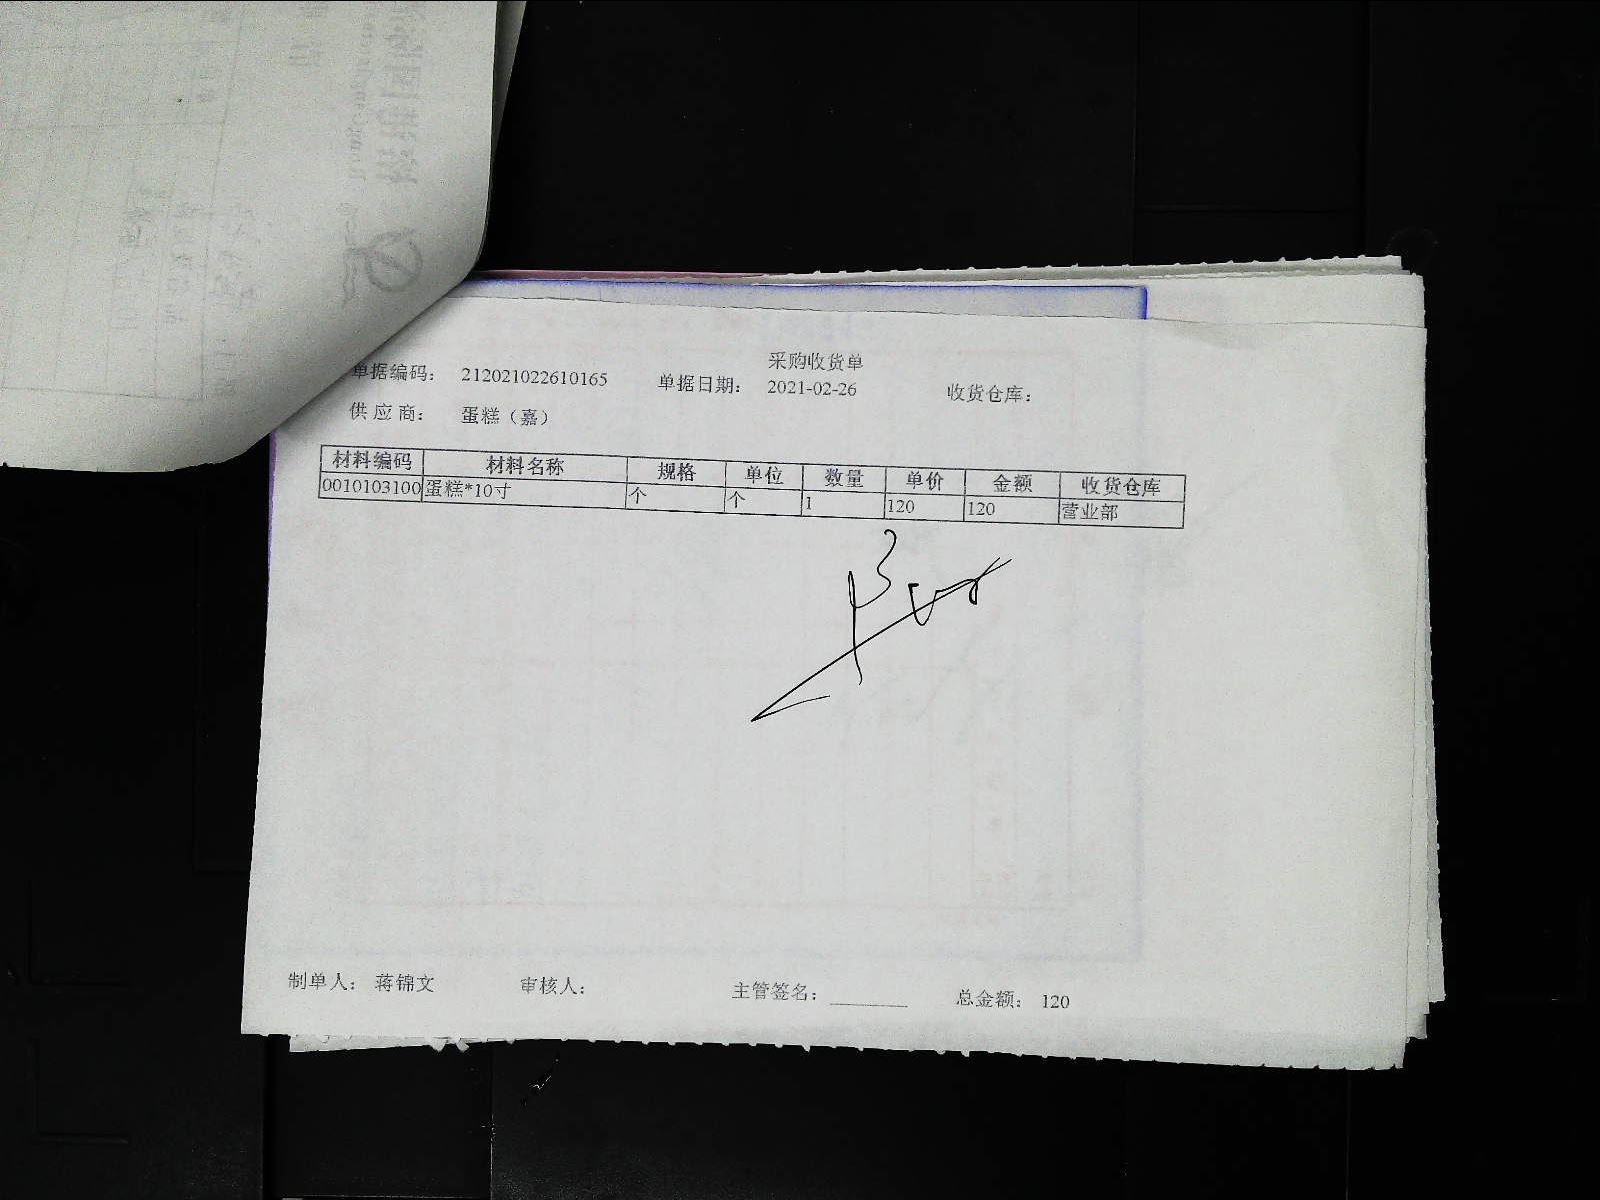 采购收货单
单据编码： 212021022610165 单据日期： 2021-02-26 收货仓库：
供 应 商： 蛋糕（嘉）
材料编码 材料名称 规格 单位 数量 单价 金额 收货仓库
0010103100 蛋糕*10寸 个 个 1 120 120 营业部
制单人： 蒋锦文 审核人： 主管签名： 总金额： 120